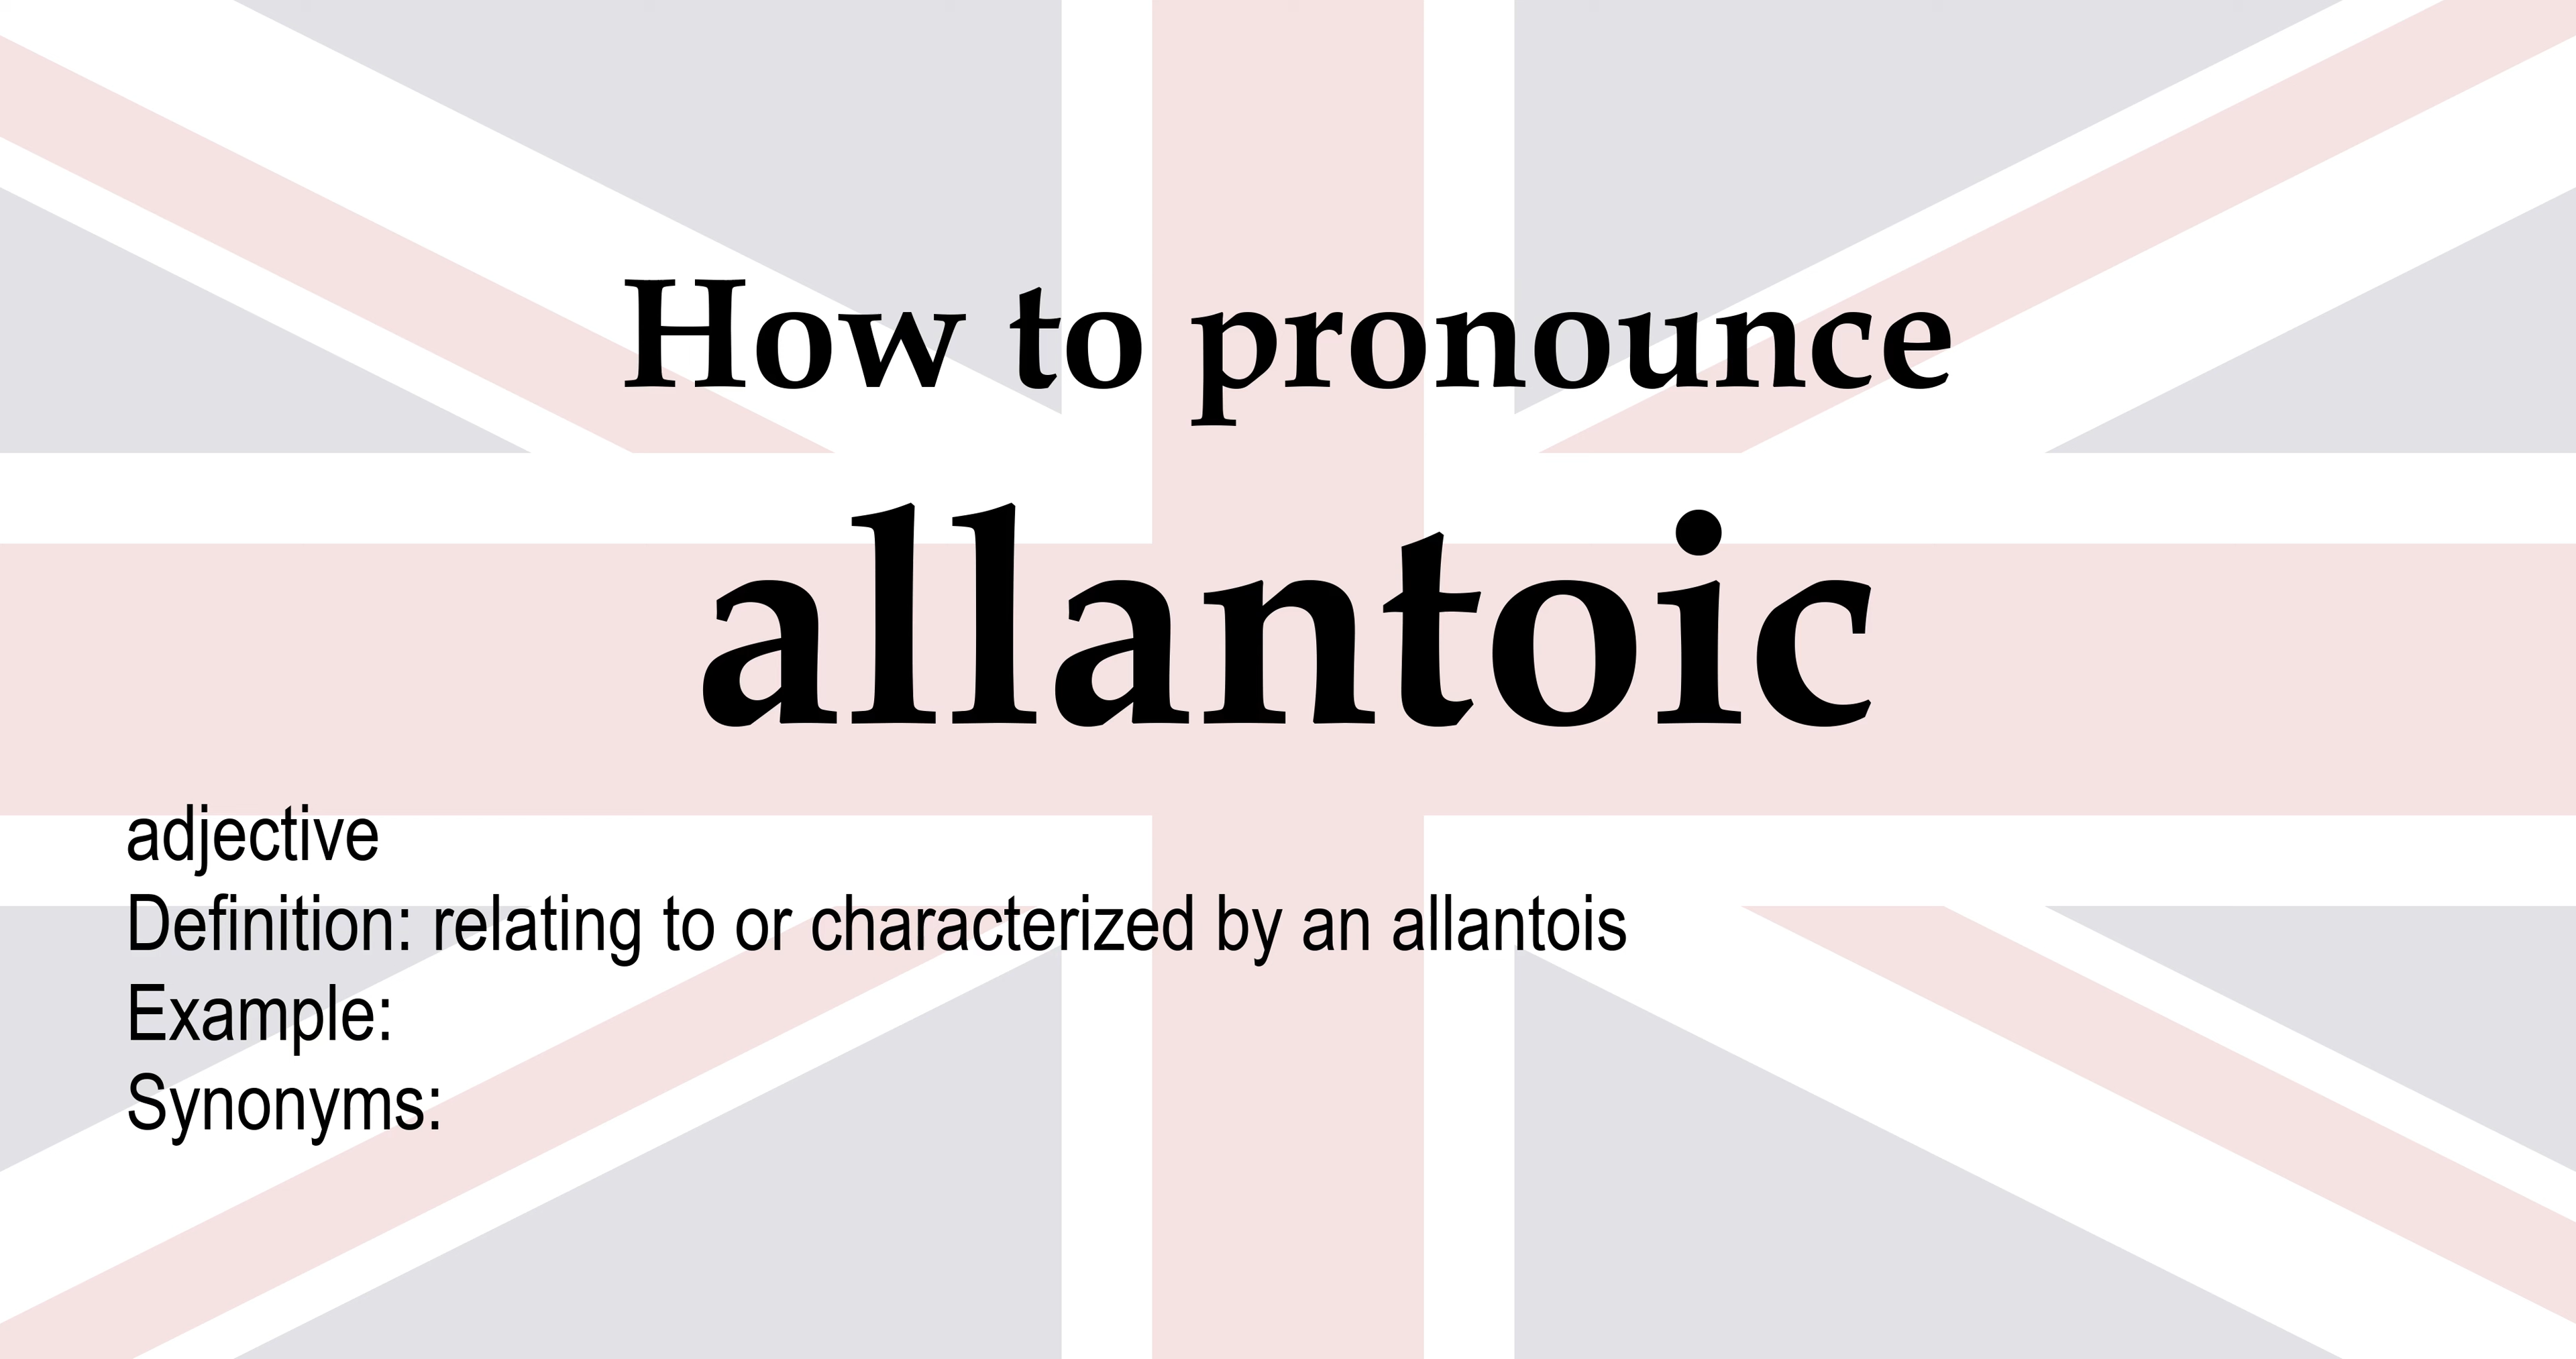 How to pronounce
allantoic
adjective
Definition: relating to or characterized by an allantois
Example:
Synonyms: